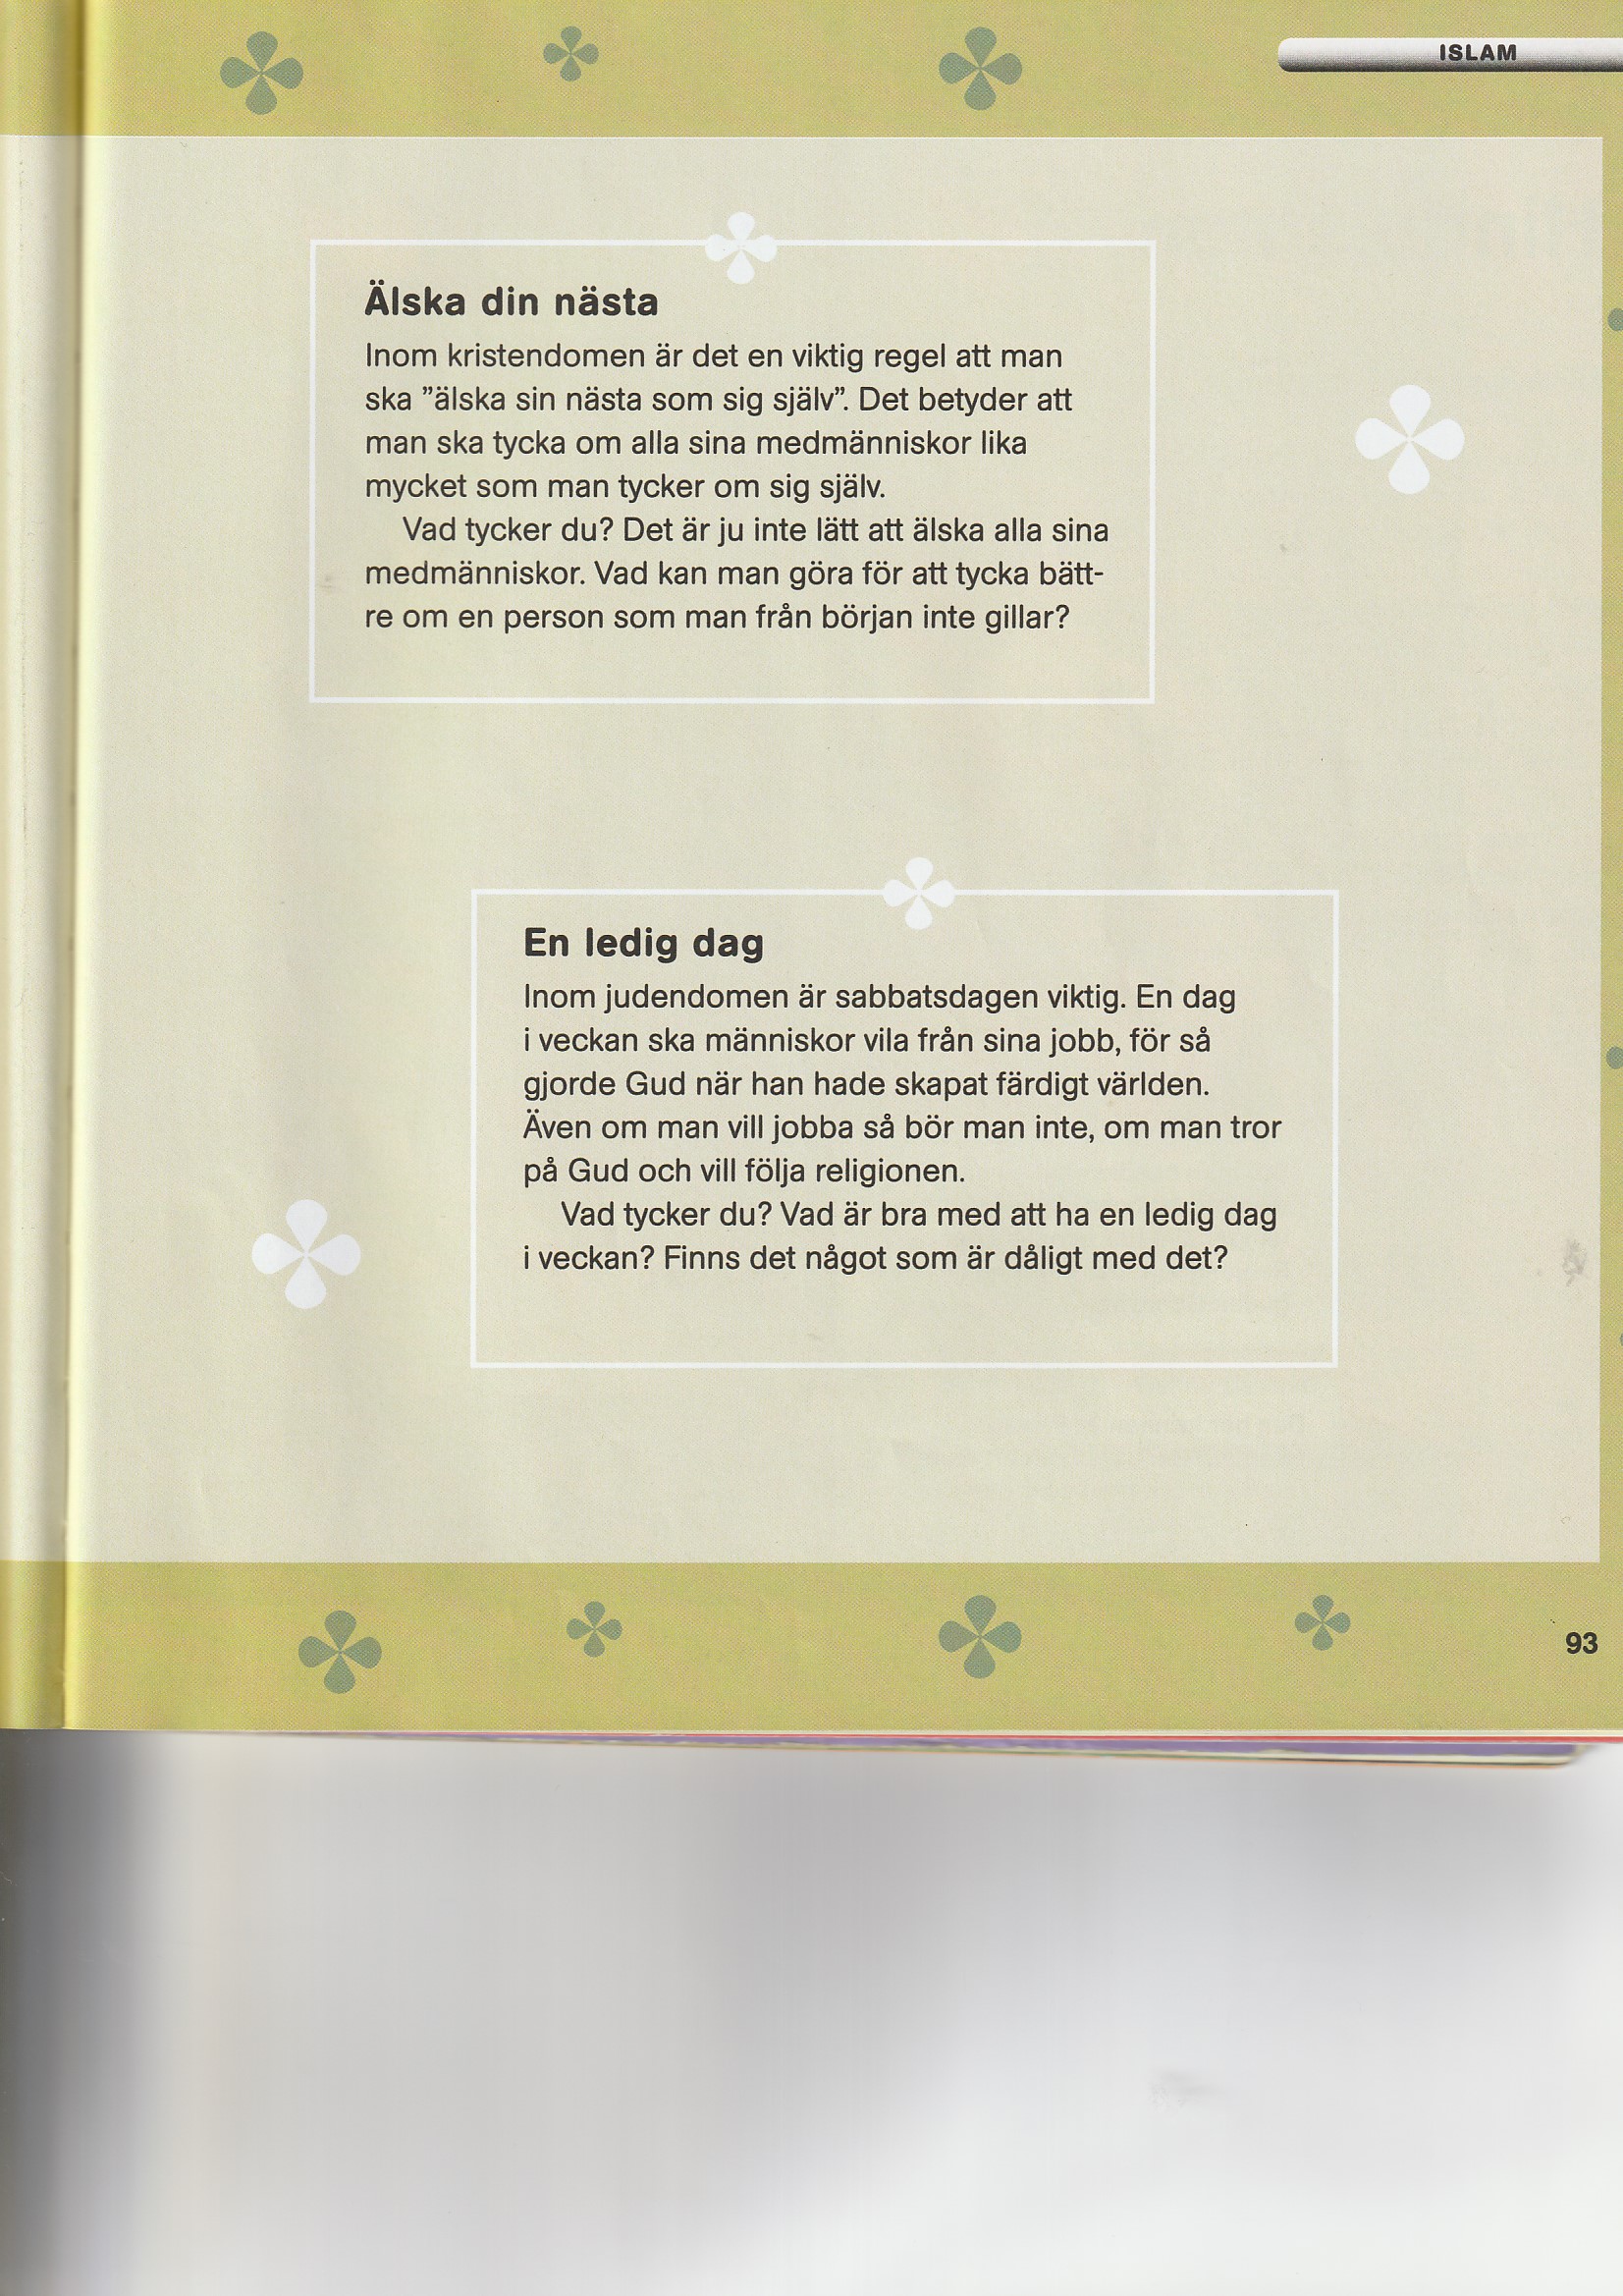 ISLAM
Älska din nästa
Inom kristendomen är det en viktig regel att man
ska ”älska sin nästa som sig själv”. Det betyder att
man ska tycka om alla sina medmänniskor lika
mycket som man tycker om sig själv.
Vad tycker du? Det är ju inte lätt att älska alla sina
medmänniskor. Vad kan man göra för att tycka bätt-
re om en person som man från början inte gillar?
En ledig dag
Inom judendomen är sabbatsdagen viktig. En dag
i veckan ska människor vila från sina jobb, för så
gjorde Gud när han hade skapat färdigt världen.
Även om man vill jobba så bör man inte, om man tror
på Gud och vill följa religionen.
Vad tycker du? Vad är bra med att ha en ledig dag
i veckan? Finns det något som är dåligt med det?
93